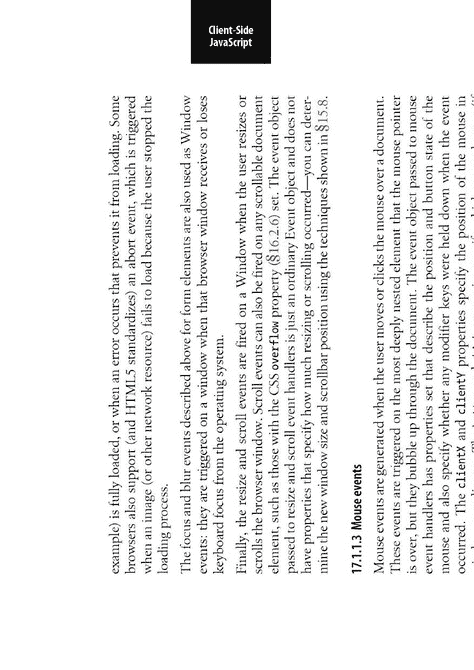 Client-Side
JavaScript
example) is fully loaded, or when an error occurs that prevents it from loading. Some
browsers also support (and HTML5 standardizes) an abort event, which is triggered
when an image (or other network resource) fails to load because the user stopped the
loading process.
The focus and blur events described above for form elements are also used as Window
events: they are triggered on a window when that browser window receives or loses
keyboard focus from the operating system.
Finally, the resize and scroll events are fired on a Window when the user resizes or
scrolls the browser window. Scroll events can also be fired on any scrollable document
element, such as those with the CSS overflow property (§16.2.6) set. The event object
passed to resize and scroll event handlers is just an ordinary Event object and does not
have properties that specify how much resizing or scrolling occurred—you can deter-
mine the new window size and scrollbar position using the techniques shown in §15.8.
17.1.1.3 Mouse events
Mouse events are generated when the user moves or clicks the mouse over a document.
These events are triggered on the most deeply nested element that the mouse pointer
is over, but they bubble up through the document. The event object passed to mouse
event handlers has properties set that describe the position and button state of the
mouse and also specify whether any modifier keys were held down when the event
occurred. The clientX and clientY properties specify the position of the mouse in